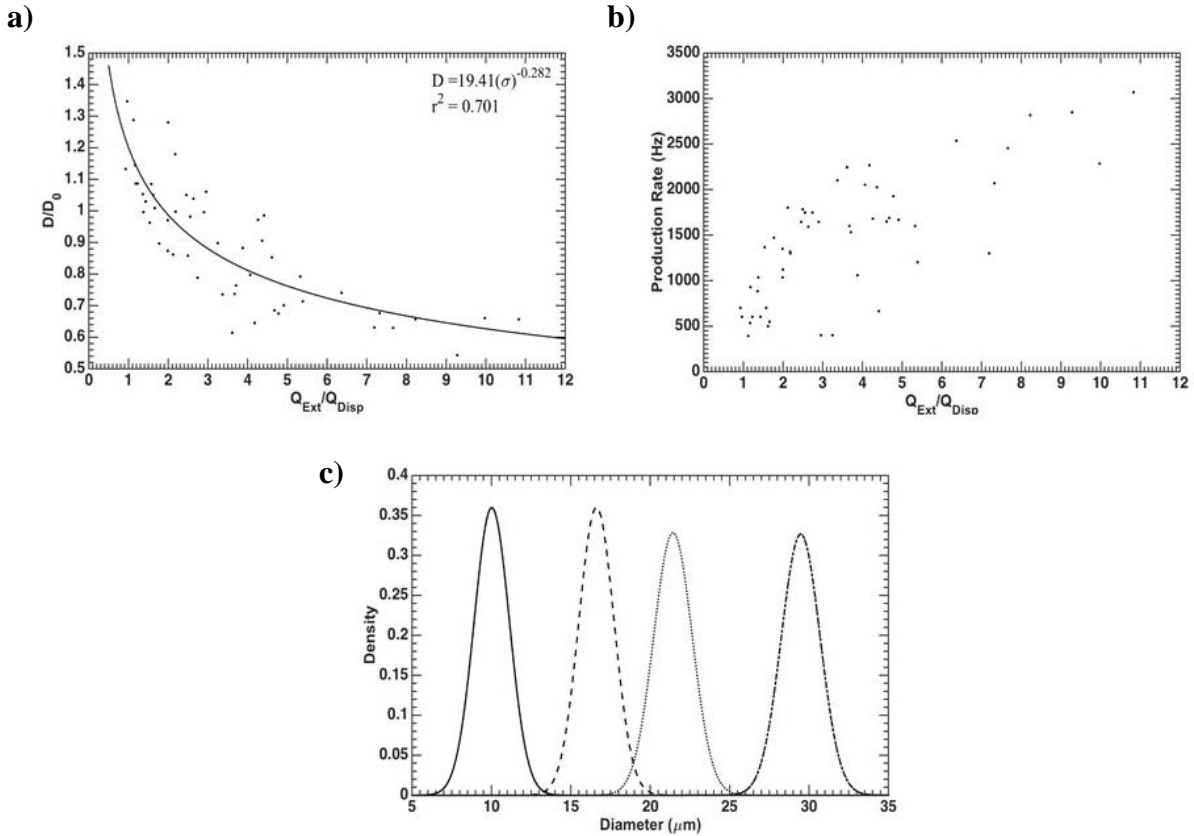 a)
1.5
1.4
1.3
1.2
1.1
1
0.9
0.8
0.7
0.6
0.5
D/D0
D =19.41(σ)-0.282
r2 = 0.701
0 1 2 3 4 5 6 7 8 9 10 11 12
QExt/QDisp
b)
3500
3000
2500
2000
1500
1000
500
0
Production Rate (Hz)
0 1 2 3 4 5 6 7 8 9 10 11 12
QExt/QDisp
c)
0.4
0.35
0.3
0.25
0.2
0.15
0.1
0.05
0
Density
5 10 15 20 25 30 35
Diameter (μm)